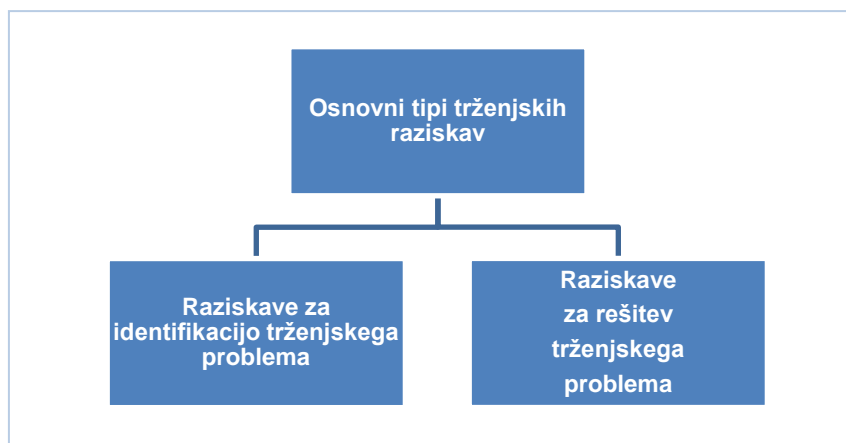 Osnovni tipi trženjskih
raziskav
Raziskave za
identifikacijo trženjskega
problema
Raziskave
za rešitev
trženjskega
problema